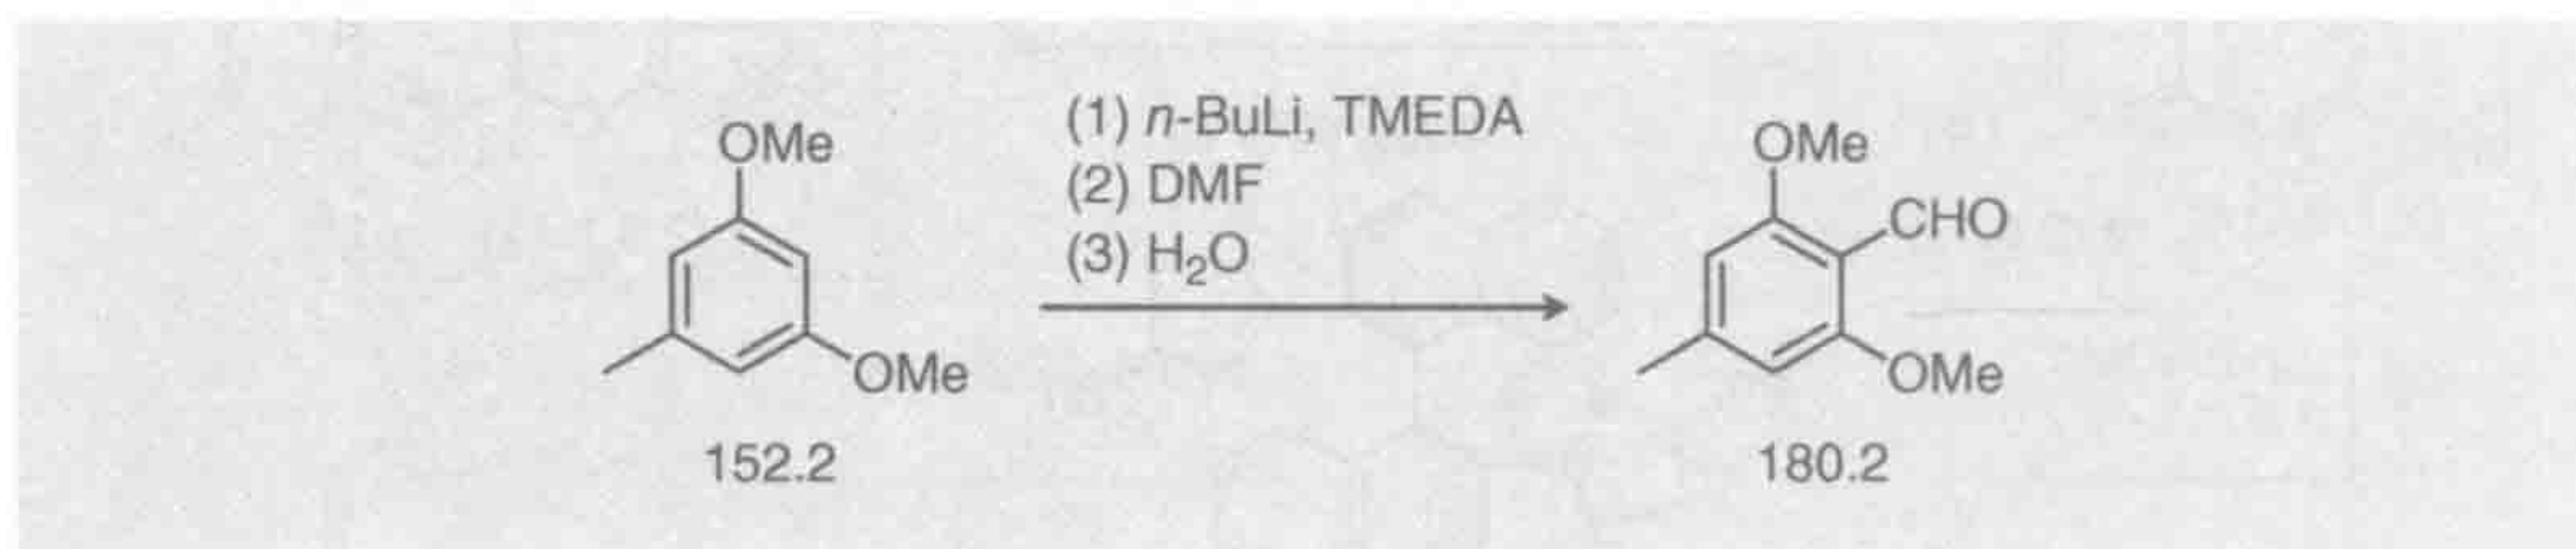 OMe
OMe
152.2
(1) n-BuLi, TMEDA
(2) DMF
(3) H₂O
OMe
CHO
OMe
180.2